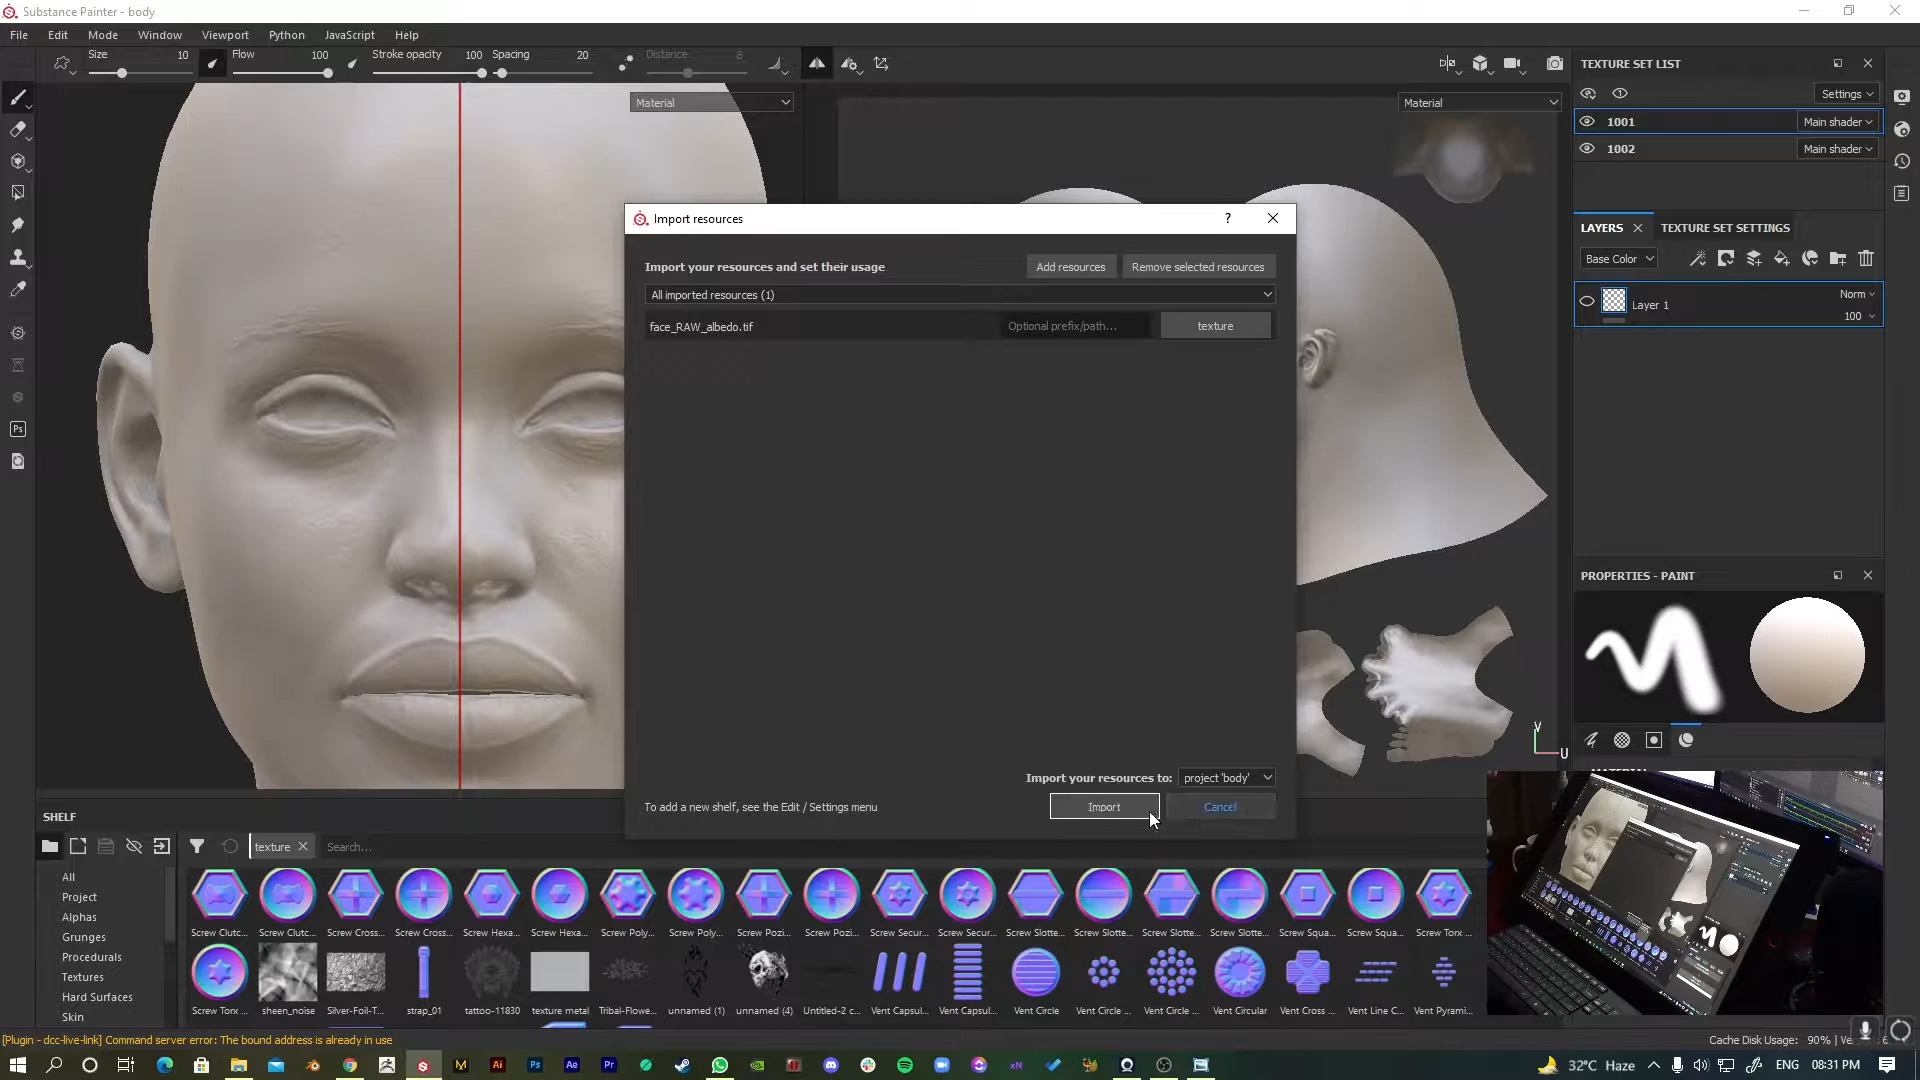 Substance Painter - body
File Edit Mode Window Viewport Python JavaScript Help
Size 10 Flow 100 Stroke opacity 100 Spacing 20 Distance 8
Material
Material
TEXTURE SET LIST
Settings
1001 Main shader
1002 Main shader
LAYERS TEXTURE SET SETTINGS
Base Color
Layer 1 Norm
100
PROPERTIES - PAINT
Import resources
Import your resources and set their usage Add resources Remove selected resources
All imported resources (1)
face_RAW_albedo.tif Optional prefix/path... texture
Import your resources to: project 'body'
To add a new shelf, see the Edit / Settings menu Import Cancel
V
U
SHELF
texture Search...
All
Project
Alphas
Grunges
Procedurals
Textures
Hard Surfaces
Skin
Screw Clutc... Screw Clutc... Screw Cross... Screw Cross... Screw Hexa... Screw Hexa... Screw Poly... Screw Poly... Screw Pozi... Screw Pozi... Screw Secur... Screw Secur... Screw Slotte... Screw Slotte... Screw Slotte... Screw Slotte... Screw Squa... Screw Squa... Screw Torx ...
Screw Torx ... sheen_noise Silver-Foil-T... strap_01 tattoo-11830 texture metal Tribal-Flowe... unnamed (1) unnamed (4) Untitled-2 c... Vent Capsul... Vent Capsul... Vent Circle Vent Circle ... Vent Circle ... Vent Circular Vent Cross ... Vent Line C... Vent Pyrami...
[Plugin - dcc-live-link] Command server error: The bound address is already in use
Cache Disk Usage: 90% |
32°C Haze ENG 08:31 PM